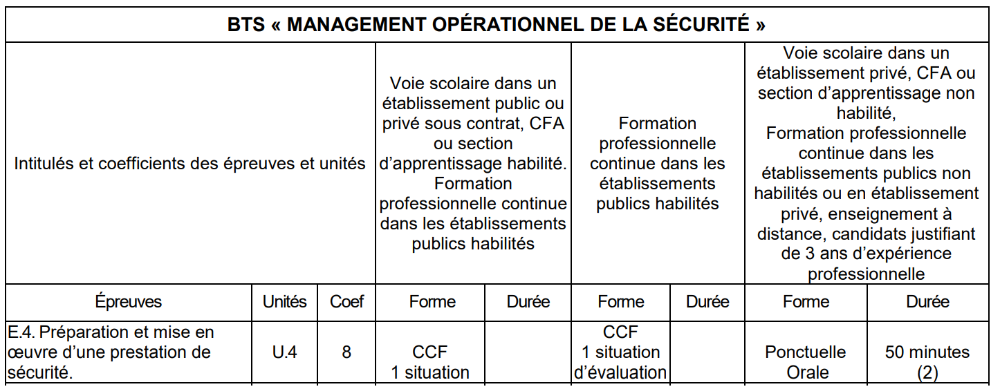 BTS « MANAGEMENT OPÉRATIONNEL DE LA SÉCURITÉ »
Intitulés et coefficients des épreuves et unités
Voie scolaire dans un
établissement public ou
privé sous contrat, CFA
ou section
d’apprentissage habilité.
Formation
professionnelle continue
dans les établissements
publics habilités
Formation
professionnelle
continue dans les
établissements
publics habilités
Voie scolaire dans un
établissement privé, CFA ou
section d’apprentissage non
habilité,
Formation professionnelle
continue dans les
établissements publics non
habilités ou en établissement
privé, enseignement à
distance, candidats justifiant
de 3 ans d’expérience
professionnelle
Épreuves
Unités
Coef
Forme
Durée
Forme
Durée
Forme
Durée
E.4. Préparation et mise en
œuvre d’une prestation de
sécurité.
U.4
8
CCF
1 situation
CCF
1 situation
d’évaluation
Ponctuelle
Orale
50 minutes
(2)